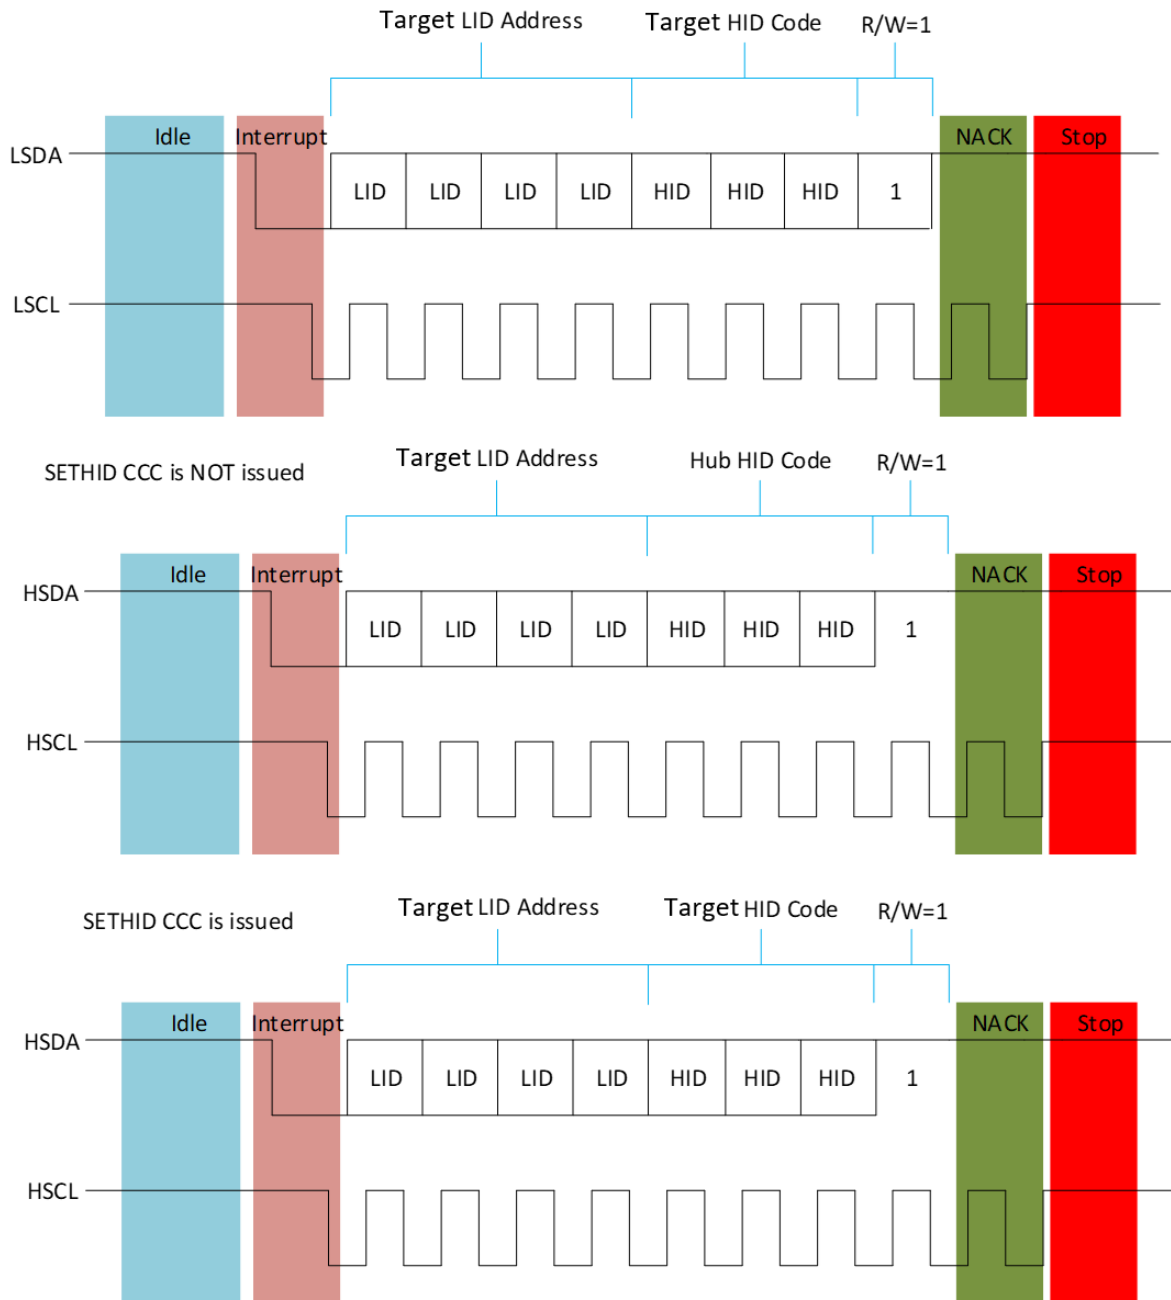 Target LID Address Target HID Code R/W=1
Idle Interrupt NACK Stop
LSDA
LID LID LID LID HID HID HID 1
LSCL
SETHID CCC is NOT issued
Target LID Address Hub HID Code R/W=1
Idle Interrupt NACK Stop
HSDA
LID LID LID LID HID HID HID 1
HSCL
SETHID CCC is issued
Target LID Address Target HID Code R/W=1
Idle Interrupt NACK Stop
HSDA
LID LID LID LID HID HID HID 1
HSCL